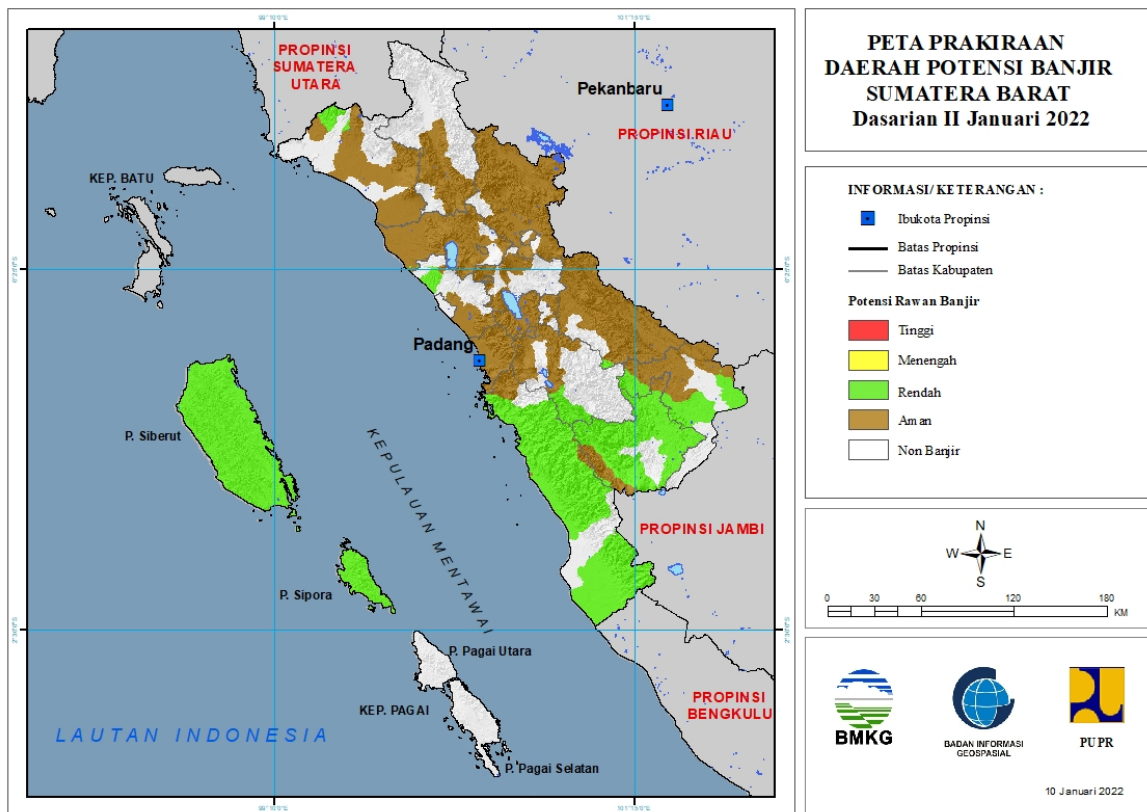 PROPINSI
SUMATERA
UTARA
Pekanbaru
PROPINSI RIAU
KEP. BATU
Padang
P. Siberut
KEPULAUAN MENTAWAI
PROPINSI JAMBI
P. Sipora
P. Pagai Utara
KEP. PAGAI
PROPINSI
BENGKULU
LAUTAN INDONESIA
P. Pagai Selatan
PETA PRAKIRAAN
DAERAH POTENSI BANJIR
SUMATERA BARAT
Dasarian II Januari 2022
INFORMASI/KETERANGAN :
Ibukota Propinsi
Batas Propinsi
Batas Kabupaten
Potensi Rawan Banjir
Tinggi
Menengah
Rendah
Aman
Non Banjir
N
W E
S
0 30 60 120 180
KM
BMKG
BADAN INFORMASI
GEOSPASIAL
PUPR
10 Januari 2022